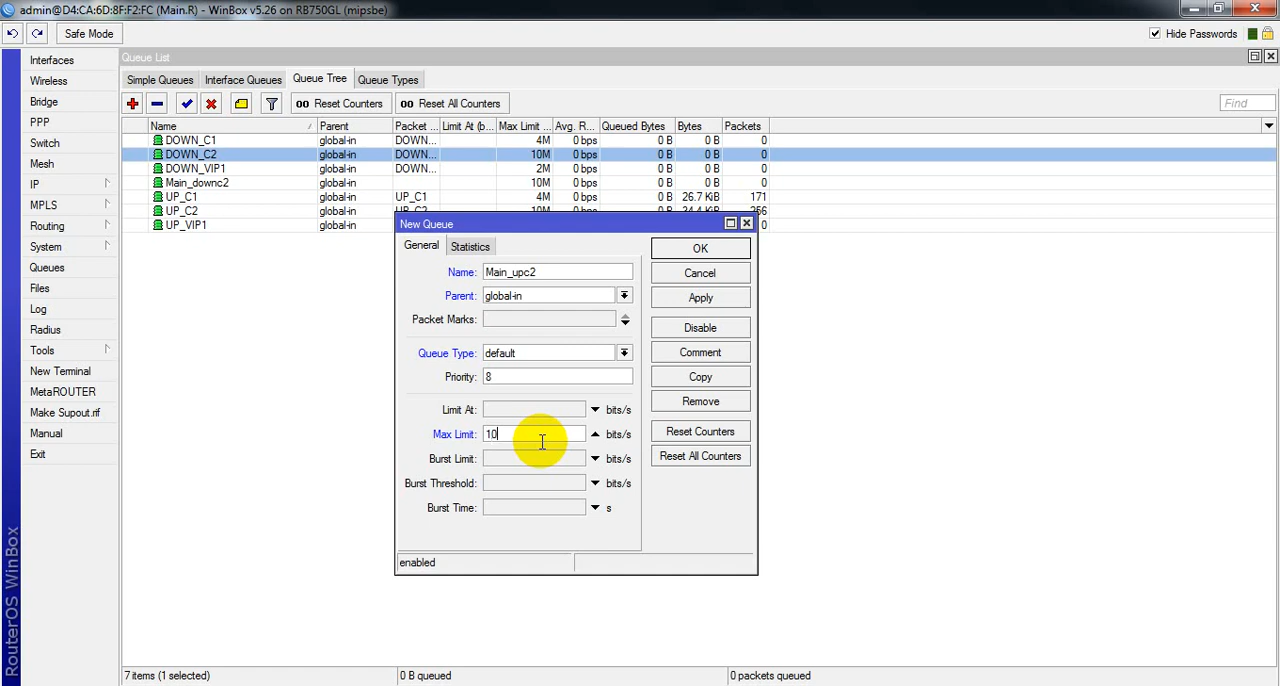 admin@D4:CA:6D:8F:F2:FC (Main.R) - WinBox v5.26 on RB750GL (mipsbe)
Safe Mode
Hide Passwords
Interfaces
Wireless
Bridge
PPP
Switch
Mesh
IP
MPLS
Routing
System
Queues
Files
Log
Radius
Tools
New Terminal
MetaROUTER
Make Supout.rif
Manual
Exit
RouterOS WinBox
Queue List
Simple Queues Interface Queues Queue Tree Queue Types
00 Reset Counters 00 Reset All Counters Find
Name Parent Packet ... Limit At (b... Max Limit ... Avg. R... Queued Bytes Bytes Packets
DOWN_C1 global-in DOWN... 4M 0 bps 0 B 0 B 0
DOWN_C2 global-in DOWN... 10M 0 bps 0 B 0 B 0
DOWN_VIP1 global-in DOWN... 2M 0 bps 0 B 0 B 0
Main_downc2 global-in 10M 0 bps 0 B 0 B 0
UP_C1 global-in UP_C1 4M 0 bps 0 B 26.7 KiB 171
UP_C2 global-in UP_C2 10M 0 bps 0 B 34.4 KiB 256
UP_VIP1 global-in 0
New Queue
General Statistics
Name: Main_upc2
Parent: global-in
Packet Marks:
Queue Type: default
Priority: 8
Limit At: bits/s
Max Limit: 10 bits/s
Burst Limit: bits/s
Burst Threshold: bits/s
Burst Time: s
OK
Cancel
Apply
Disable
Comment
Copy
Remove
Reset Counters
Reset All Counters
enabled
7 items (1 selected) 0 B queued 0 packets queued